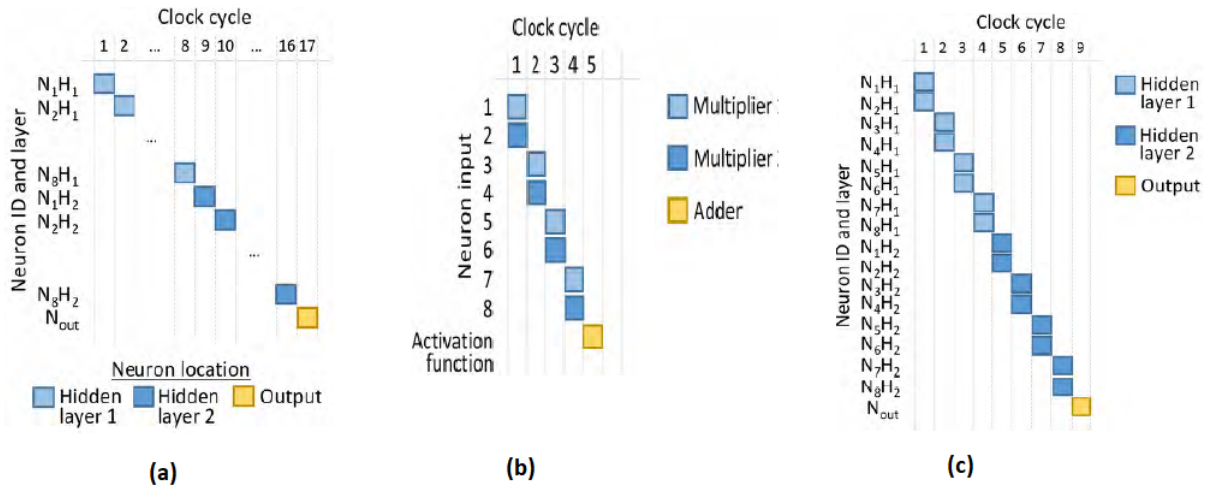 Clock cycle
1 2 ... 8 9 10 ... 16 17
Neuron ID and layer
N₁H₁
N₂H₁
...
N₈H₁
N₁H₂
N₂H₂
...
N₈H₂
Nout
Neuron location
Hidden layer 1
Hidden layer 2
Output
(a)
Clock cycle
1 2 3 4 5
Neuron input
1
2
3
4
5
6
7
8
Activation
function
Multiplier
Multiplier
Adder
(b)
Clock cycle
1 2 3 4 5 6 7 8 9
Neuron ID and layer
N₁H₁
N₂H₁
N₃H₁
N₄H₁
N₅H₁
N₆H₁
N₇H₁
N₈H₁
N₁H₂
N₂H₂
N₃H₂
N₄H₂
N₅H₂
N₆H₂
N₇H₂
N₈H₂
Nout
Hidden
layer 1
Hidden
layer 2
Output
(c)